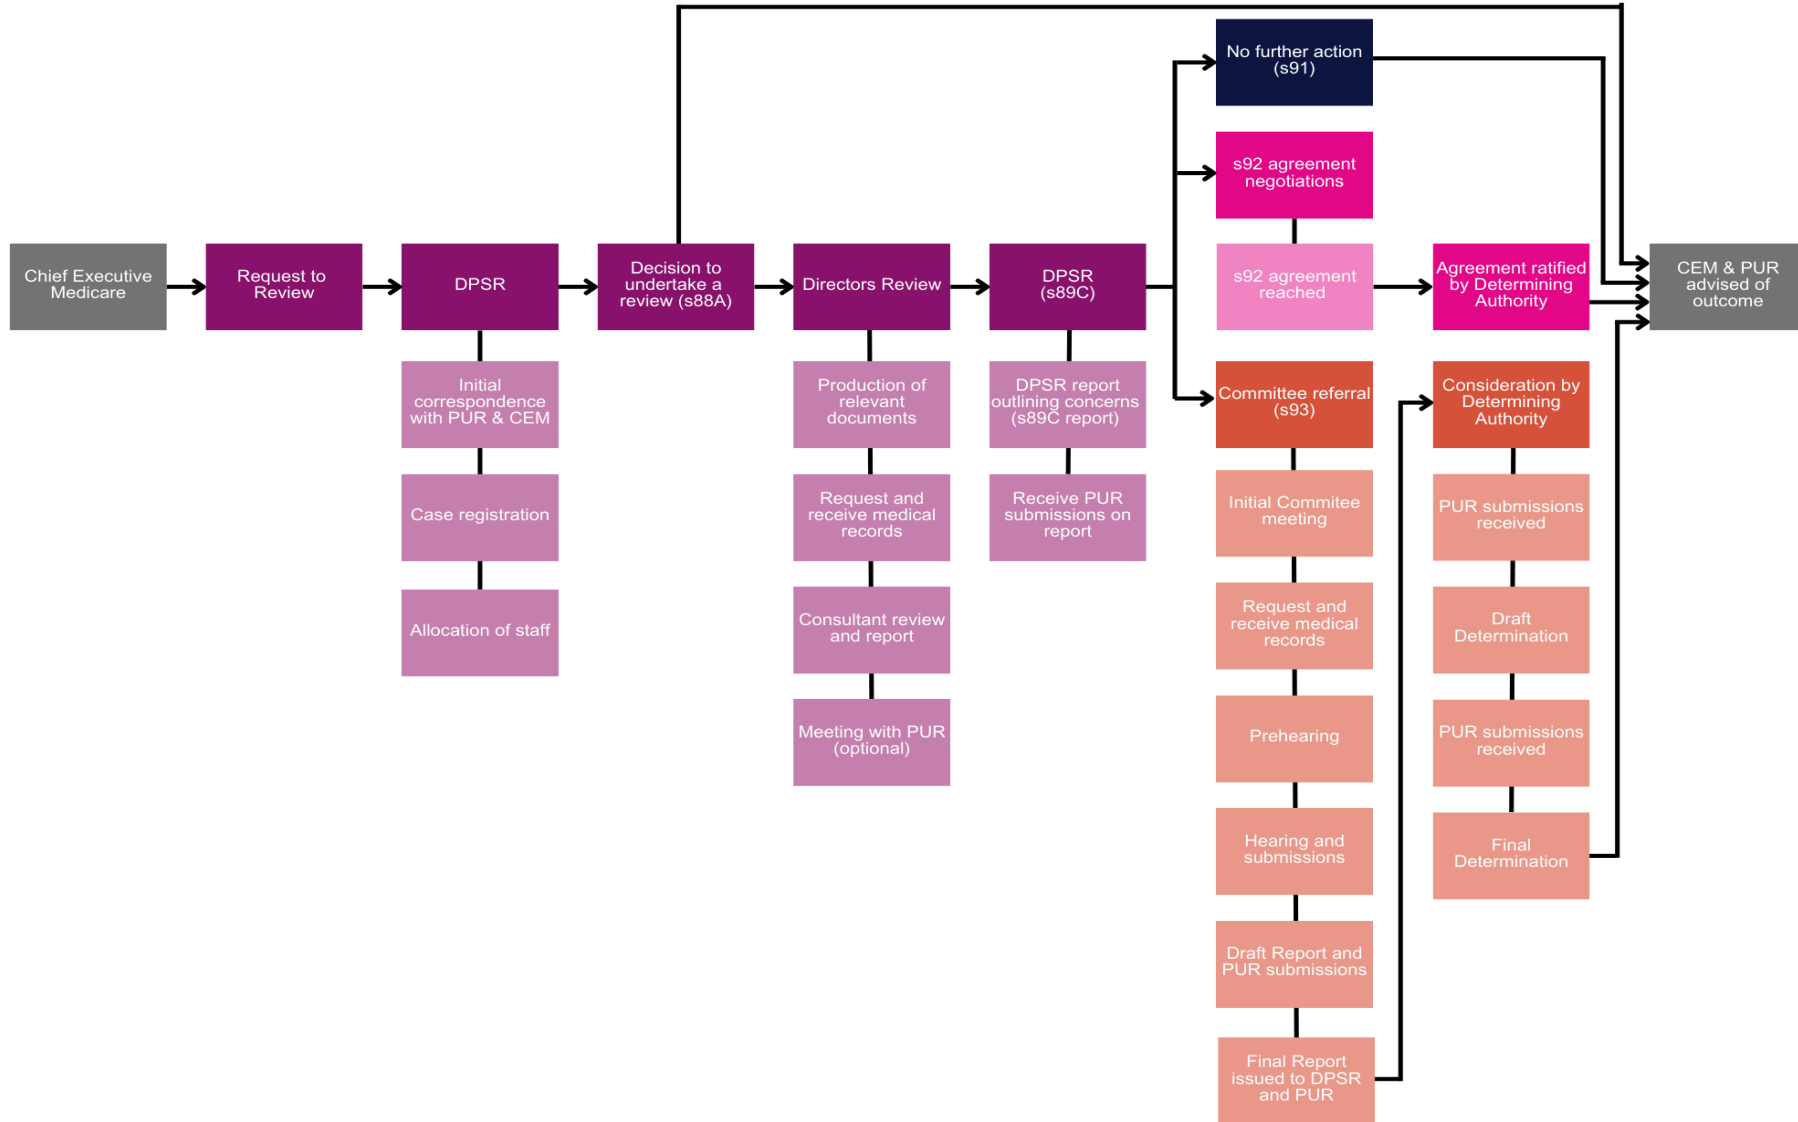 No further action
(s91)
s92 agreement
negotiations
Chief Executive
Medicare
Request to
Review
DPSR
Decision to
undertake a
review (s88A)
Directors Review
DPSR
(s89C)
s92 agreement
reached
Agreement ratified
by Determining
Authority
CEM & PUR
advised of
outcome
Initial
correspondence
with PUR & CEM
Case registration
Allocation of staff
Production of
relevant
documents
Request and
receive medical
records
Consultant review
and report
Meeting with PUR
(optional)
DPSR report
outlining concerns
(s89C report)
Receive PUR
submissions on
report
Committee referral
(s93)
Initial Commitee
meeting
Request and
receive medical
records
Prehearing
Hearing and
submissions
Draft Report and
PUR submissions
Final Report
issued to DPSR
and PUR
Consideration by
Determining
Authority
PUR submissions
received
Draft
Determination
PUR submissions
received
Final
Determination